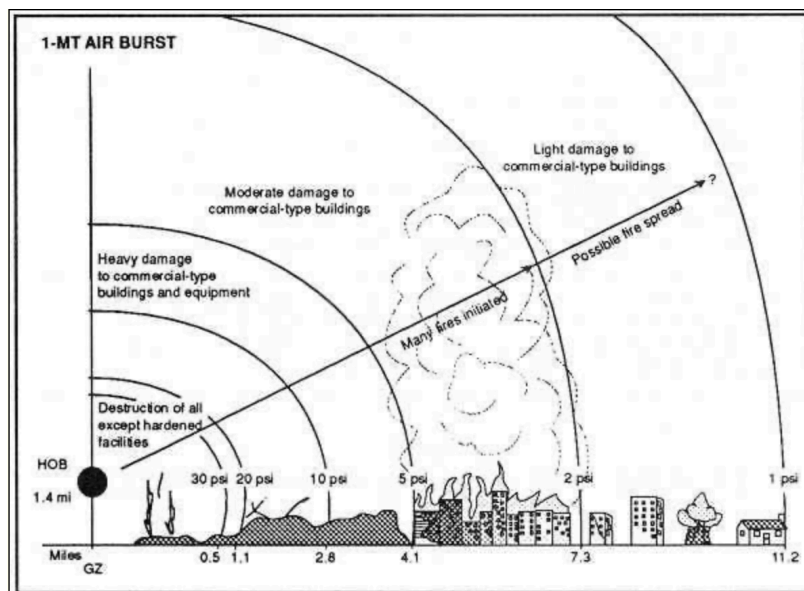 1-MT AIR BURST
Light damage to
commercial-type buildings
?
Moderate damage to
commercial-type buildings
Possible fire spread
Heavy damage
to commercial-type
buildings and equipment
Many fires initiated
Destruction of all
except hardened
facilities
HOB
1.4 mi
30 psi
20 psi
10 psi
5 psi
2 psi
1 psi
Miles
GZ
0.5
1.1
2.8
4.1
7.3
11.2